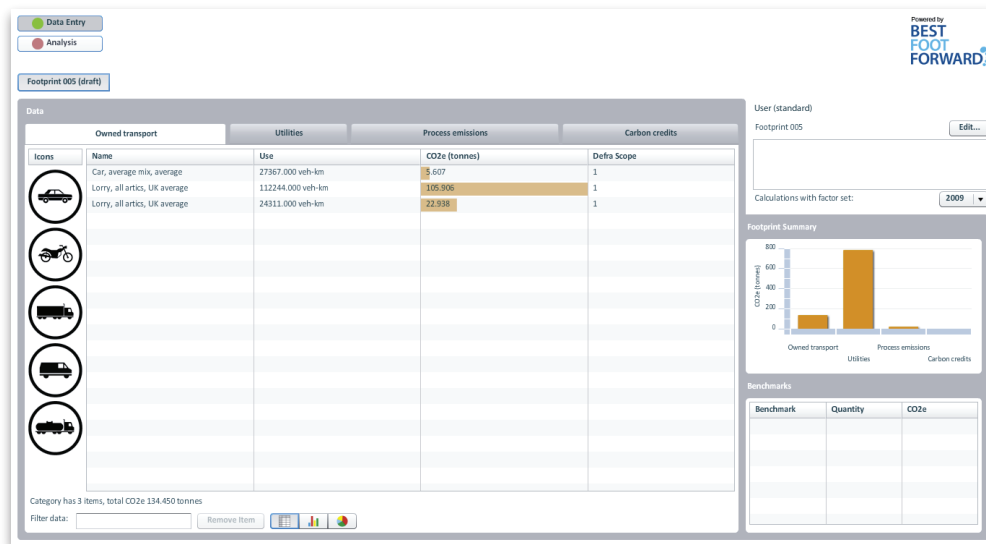 Data Entry
Analysis
Powered by
BEST
FOOT
FORWARD
Footprint 005 (draft)
Data
Owned transport Utilities Process emissions Carbon credits
Icons Name Use CO2e (tonnes) Defra Scope
Car, average mix, average 27367.000 veh-km 5.607 1
Lorry, all artics, UK average 112244.000 veh-km 105.906 1
Lorry, all artics, UK average 24311.000 veh-km 22.938 1
Category has 3 items, total CO2e 134.450 tonnes
Filter data: Remove Item
User (standard)
Footprint 005 Edit...
Calculations with factor set: 2009
Footprint Summary
CO2e (tonnes)
800
600
400
200
0
Owned transport Process emissions
Utilities Carbon credits
Benchmarks
Benchmark Quantity CO2e